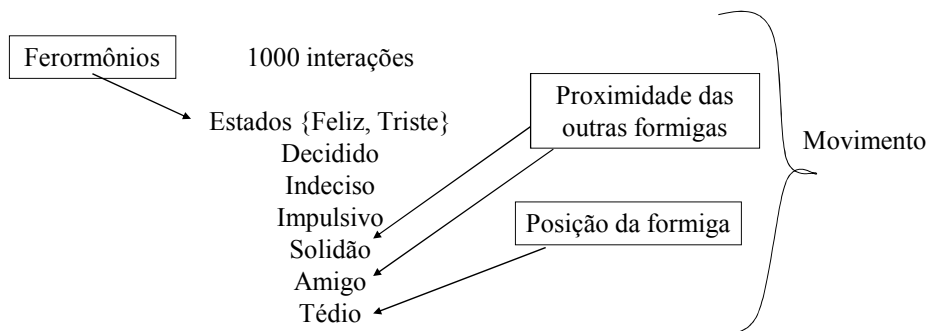 Ferormônios
1000 interações
Estados {Feliz, Triste}
Decidido
Indeciso
Impulsivo
Solidão
Amigo
Tédio
Proximidade das
outras formigas
Posição da formiga
Movimento